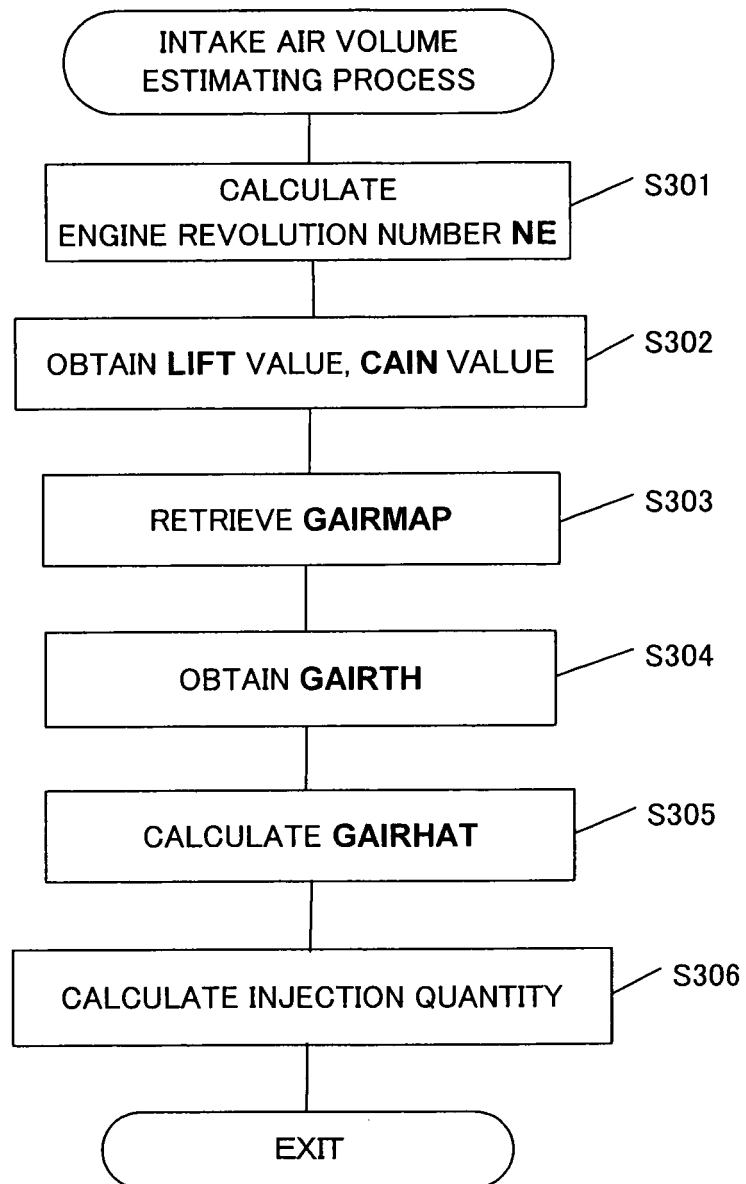 INTAKE AIR VOLUME
ESTIMATING PROCESS
CALCULATE
ENGINE REVOLUTION NUMBER NE
S301
OBTAIN LIFT VALUE, CAIN VALUE
S302
RETRIEVE GAIRMAP
S303
OBTAIN GAIRTH
S304
CALCULATE GAIRHAT
S305
CALCULATE INJECTION QUANTITY
S306
EXIT